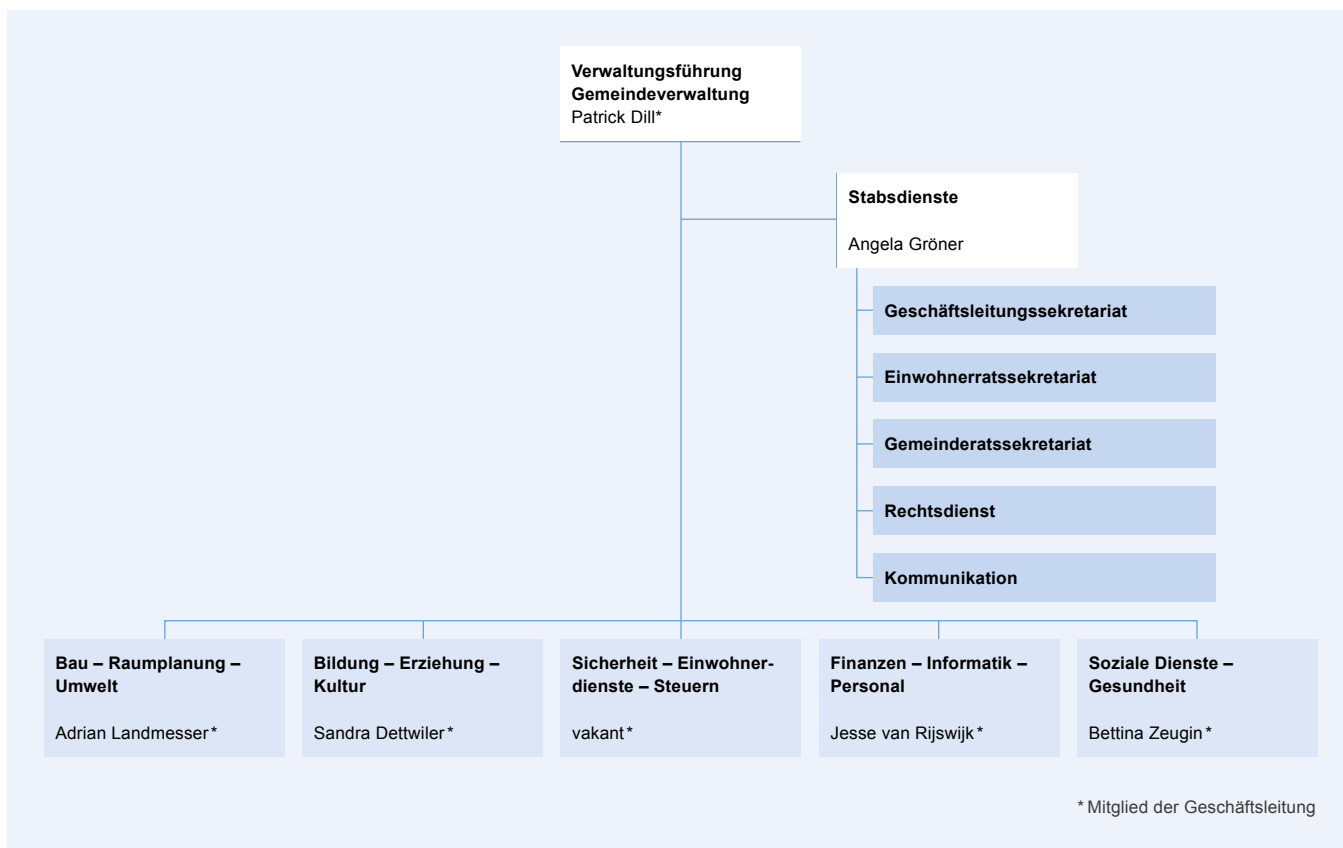 Verwaltungsführung
Gemeindeverwaltung
Patrick Dill*
Stabsdienste
Angela Gröner
Geschäftsleitungssekretariat
Einwohnerratssekretariat
Gemeinderatssekretariat
Rechtsdienst
Kommunikation
Bau – Raumplanung –
Umwelt
Adrian Landmesser*
Bildung – Erziehung –
Kultur
Sandra Dettwiler*
Sicherheit – Einwohner-
dienste – Steuern
vakant*
Finanzen – Informatik –
Personal
Jesse van Rijswijk*
Soziale Dienste –
Gesundheit
Bettina Zeugin*
* Mitglied der Geschäftsleitung